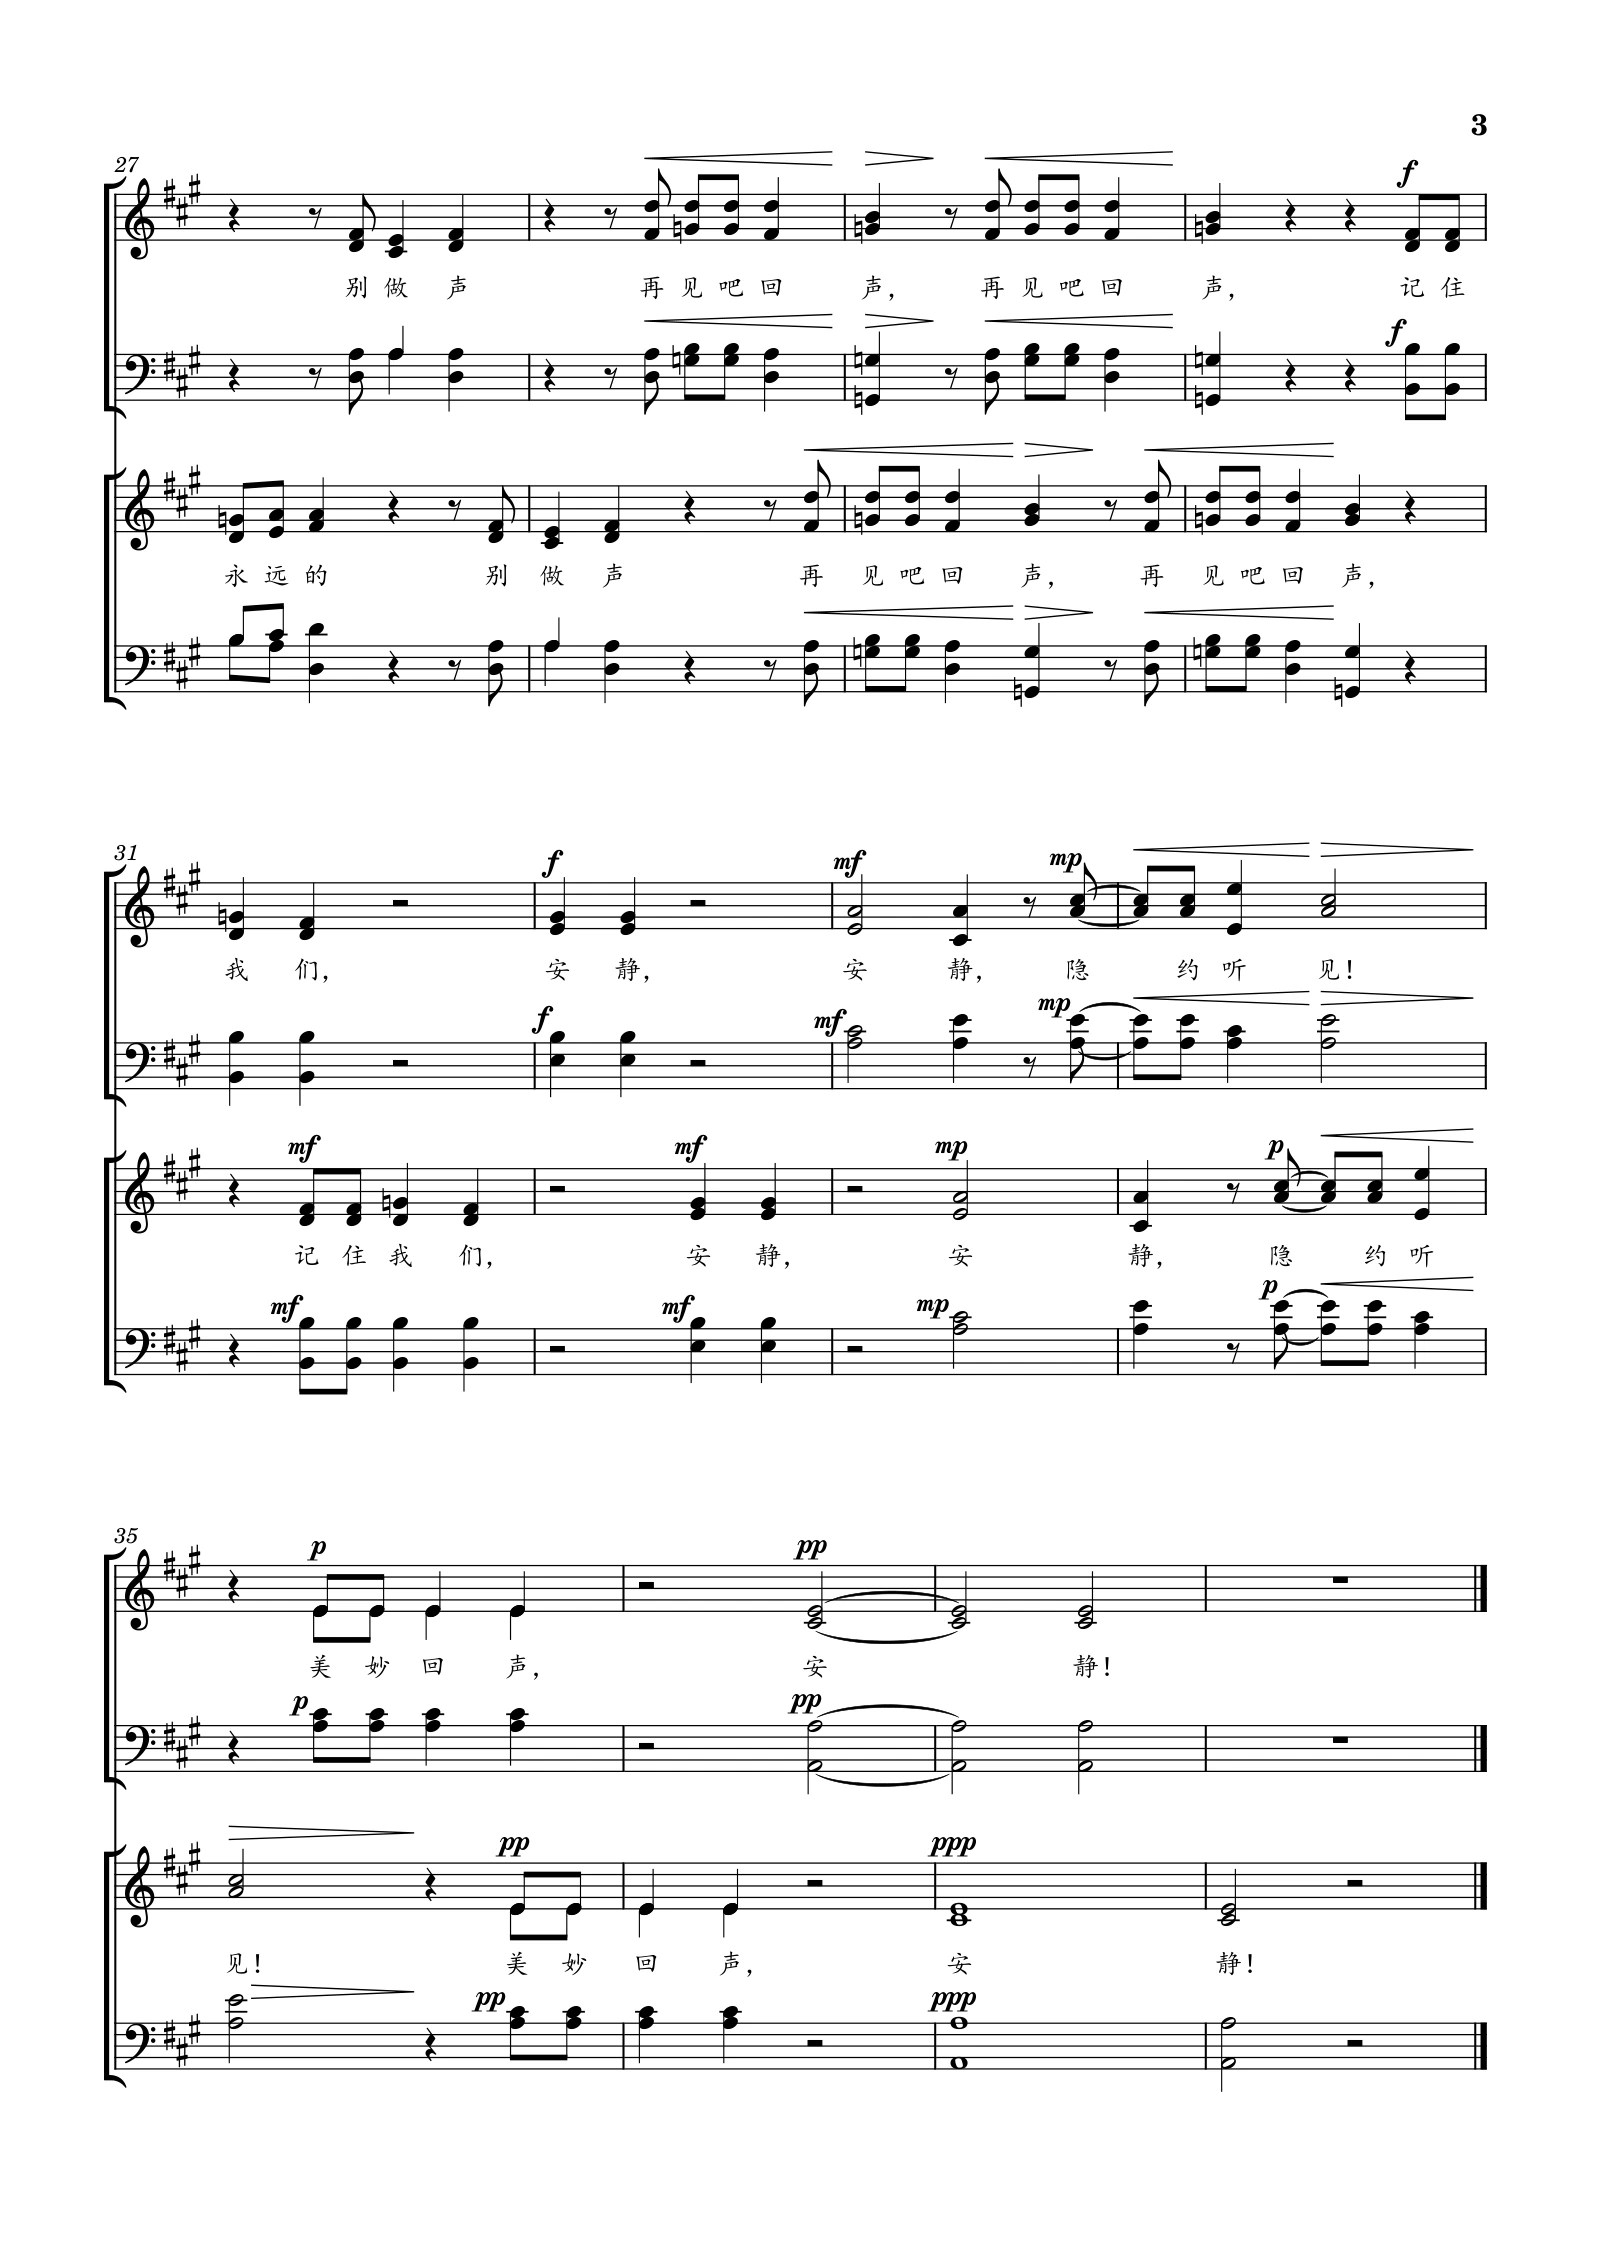 3
27
f
别 做 声 再 见 吧 回 声， 再 见 吧 回 声， 记 住
f
永 远 的 别 做 声 再 见 吧 回 声， 再 见 吧 回 声，
31
f mf mp
我 们， 安 静， 安 静， 隐 约 听 见！
f mf mp
mf mf mp p
记 住 我 们， 安 静， 安 静， 隐 约 听
mf mf mp p
35
p pp
美 妙 回 声， 安 静！
p pp
pp ppp
见！ 美 妙 回 声， 安 静！
pp ppp